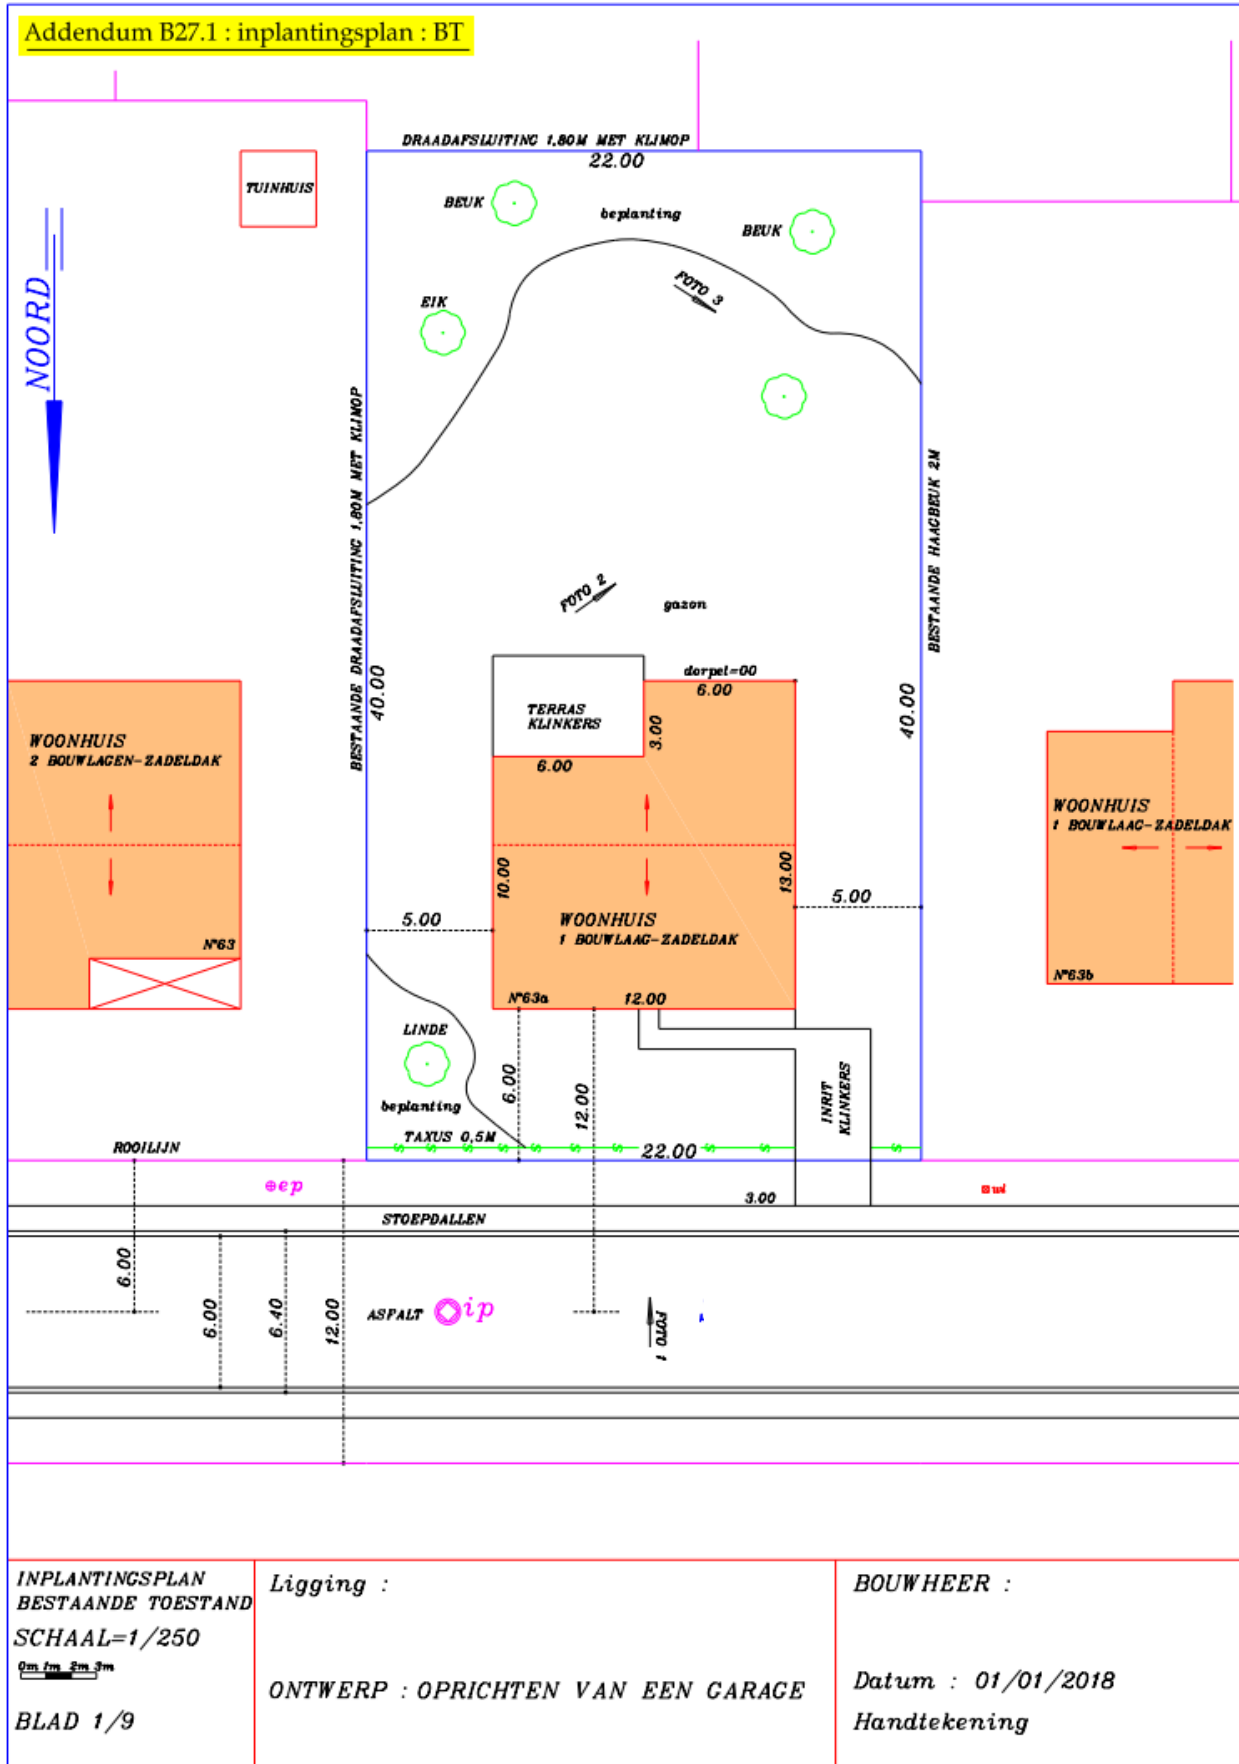 Addendum B27.1 : inplantingsplan : BT
DRAADAFSLUITING 1,80M MET KLIMOP
22.00
TUINHUIS
BEUK
beplanting
BEUK
NOORD
FOTO 3
EIK
BESTAANDE DRAADAFSLUITING 1,80M MET KLIMOP
40.00
BESTAANDE HAAGBEUK 2M
40.00
FOTO 2
gazon
dorpel=00
6.00
TERRAS
KLINKERS
3.00
6.00
WOONHUIS
2 BOUWLAGEN-ZADELDAK
N°63
WOONHUIS
1 BOUWLAAG-ZADELDAK
N°63b
10.00
13.00
5.00
5.00
WOONHUIS
1 BOUWLAAG-ZADELDAK
N°63a
12.00
LINDE
6.00
12.00
INRIT
KLINKERS
beplanting
TAXUS 0,5M
22.00
ROOILIJN
ep
3.00
wl
STOEPDALLEN
6.00
6.00
6.40
12.00
ASFALT
ip
FOTO 1
INPLANTINGSPLAN
BESTAANDE TOESTAND
SCHAAL=1/250
0m 1m 2m 3m
BLAD 1/9
Ligging :
ONTWERP : OPRICHTEN VAN EEN GARAGE
BOUWHEER :
Datum : 01/01/2018
Handtekening